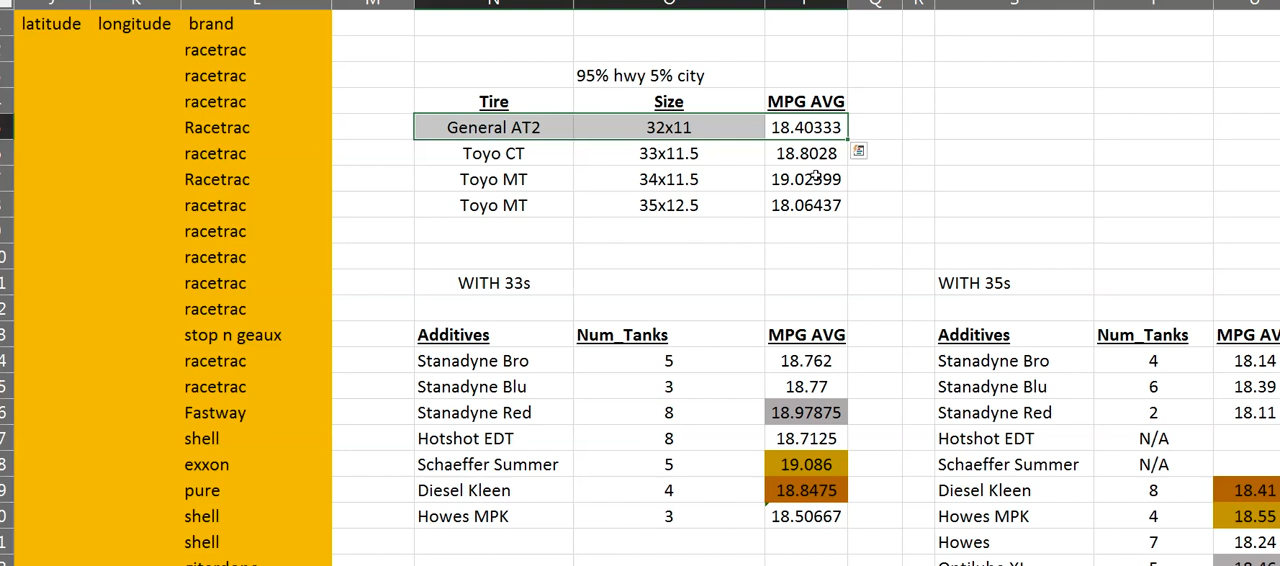 latitude longitude brand
racetrac
racetrac 95% hwy 5% city
racetrac Tire Size MPG AVG
Racetrac General AT2 32x11 18.40333
racetrac Toyo CT 33x11.5 18.8028
Racetrac Toyo MT 34x11.5 19.02399
racetrac Toyo MT 35x12.5 18.06437
racetrac
racetrac
racetrac WITH 33s WITH 35s
racetrac
stop n geaux Additives Num_Tanks MPG AVG Additives Num_Tanks
racetrac Stanadyne Bro 5 18.762 Stanadyne Bro 4 18.14
racetrac Stanadyne Blu 3 18.77 Stanadyne Blu 6 18.39
Fastway Stanadyne Red 8 18.97875 Stanadyne Red 2 18.11
shell Hotshot EDT 8 18.7125 Hotshot EDT N/A
exxon Schaeffer Summer 5 19.086 Schaeffer Summer N/A
pure Diesel Kleen 4 18.8475 Diesel Kleen 8 18.41
shell Howes MPK 3 18.50667 Howes MPK 4 18.55
shell Howes 7 18.24